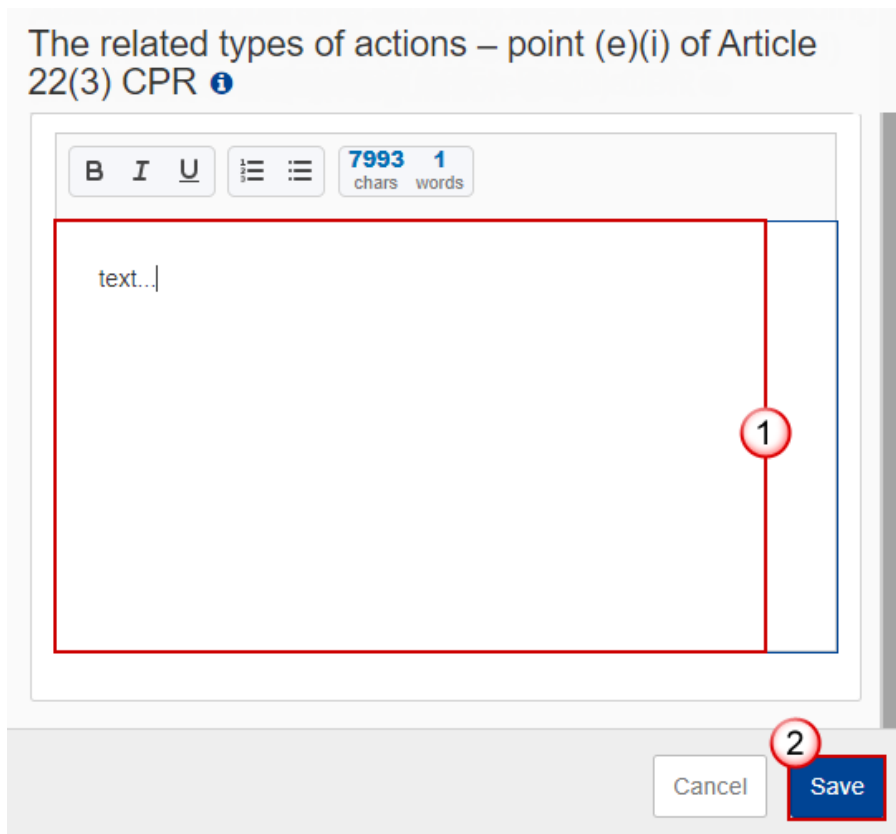 The related types of actions – point (e)(i) of Article
22(3) CPR
B I U 7993 1
chars words
text...
1
2
Cancel Save